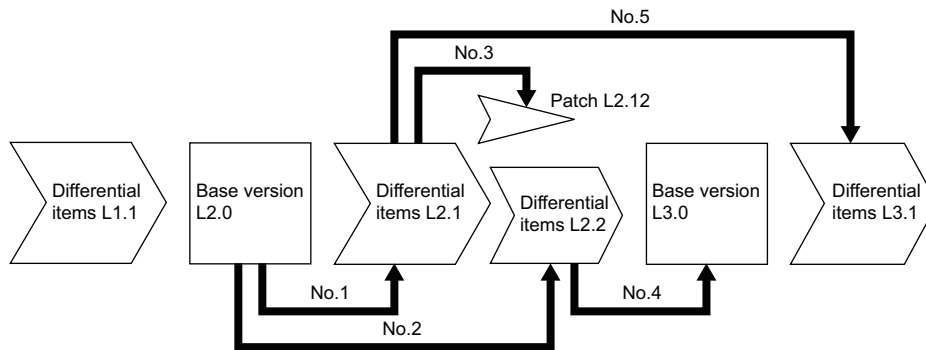 No.5
No.3
Patch L2.12
Differential
items L1.1
Base version
L2.0
Differential
items L2.1
Differential
items L2.2
Base version
L3.0
Differential
items L3.1
No.1
No.4
No.2